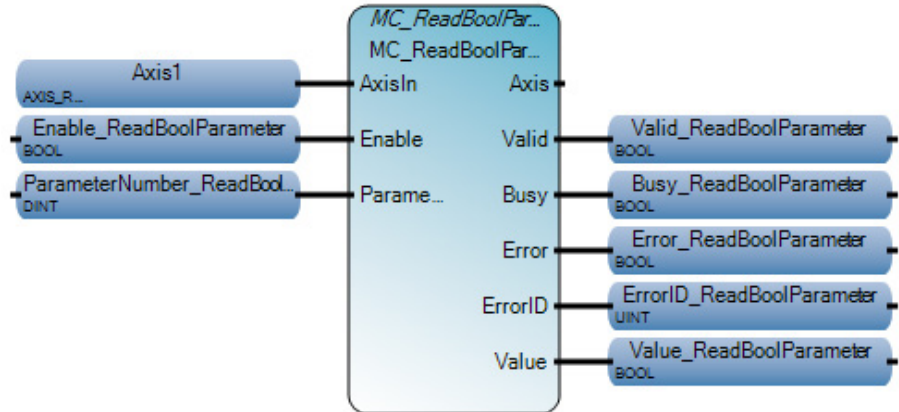 MC_ReadBoolPar...
MC_ReadBoolPar...
Axis1
AXIS_R...
AxisIn
Axis
Enable_ReadBoolParameter
BOOL
Enable
Valid
Valid_ReadBoolParameter
BOOL
ParameterNumber_ReadBool...
DINT
Parame...
Busy
Busy_ReadBoolParameter
BOOL
Error
Error_ReadBoolParameter
BOOL
ErrorID
ErrorID_ReadBoolParameter
UINT
Value
Value_ReadBoolParameter
BOOL